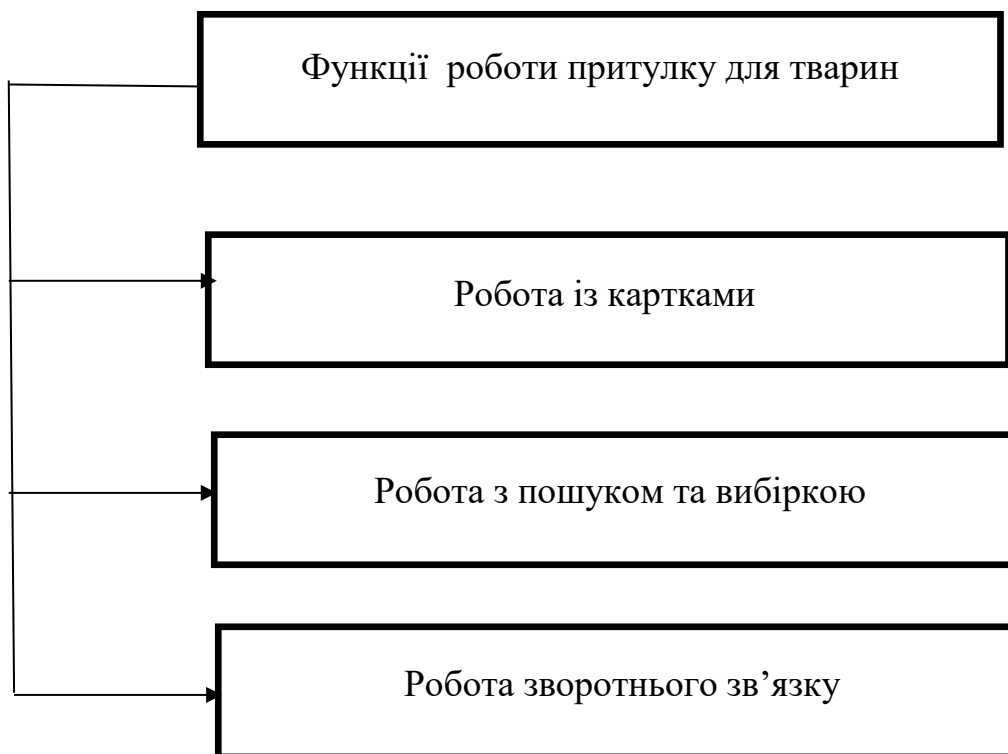 Функції роботи притулку для тварин
Робота із картками
Робота з пошуком та вибіркою
Робота зворотнього зв’язку